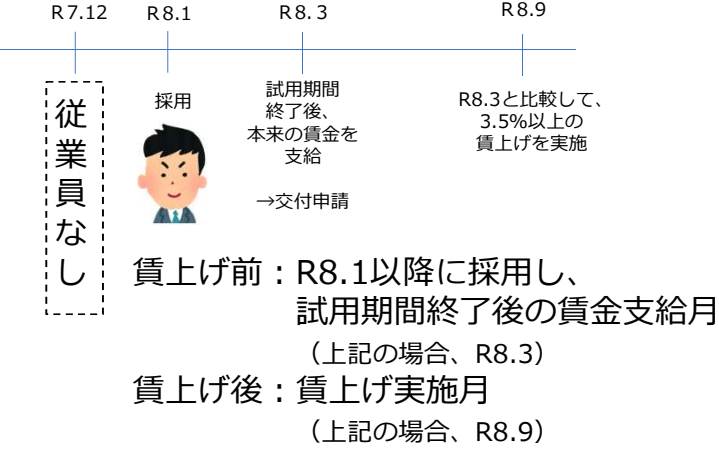 R7.12
R8.1
R8.3
R8.9
従業員なし
採用
試用期間
終了後、
本来の賃金を
支給
→交付申請
R8.3と比較して、
3.5%以上の
賃上げを実施
賃上げ前：R8.1以降に採用し、
試用期間終了後の賃金支給月
（上記の場合、R8.3）
賃上げ後：賃上げ実施月
（上記の場合、R8.9）